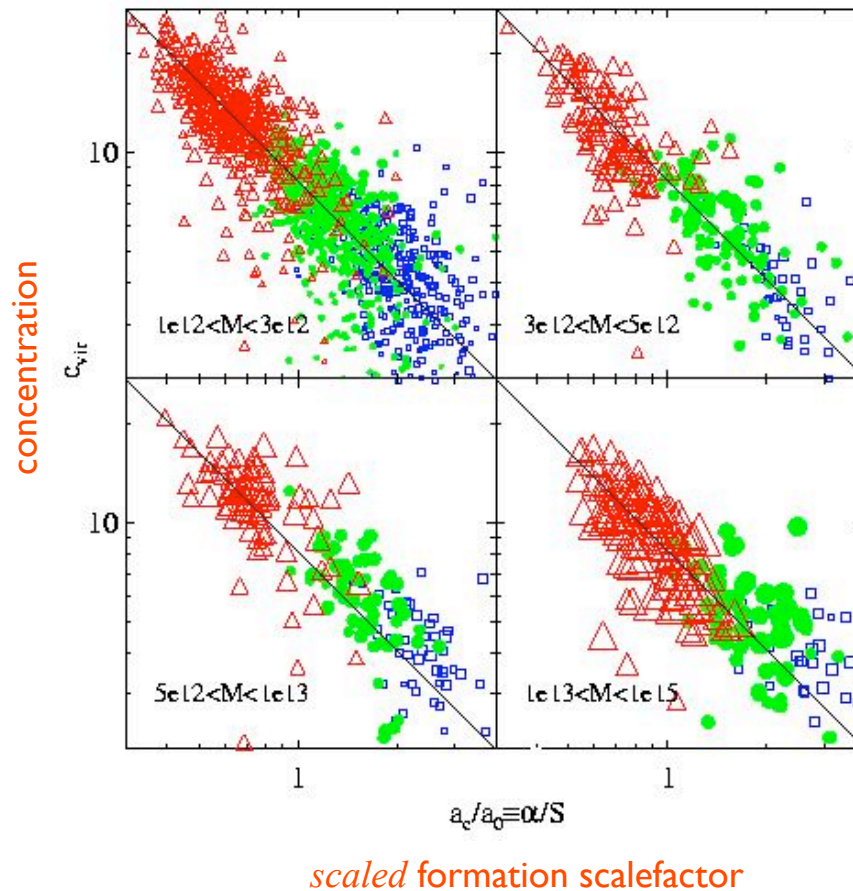 10
1e12<M<3e12
3e12<M<5e12
concentration
c_vir
10
5e12<M<1e13
1e13<M<1e15
1
1
a_c/a_0≡α/S
scaled formation scalefactor